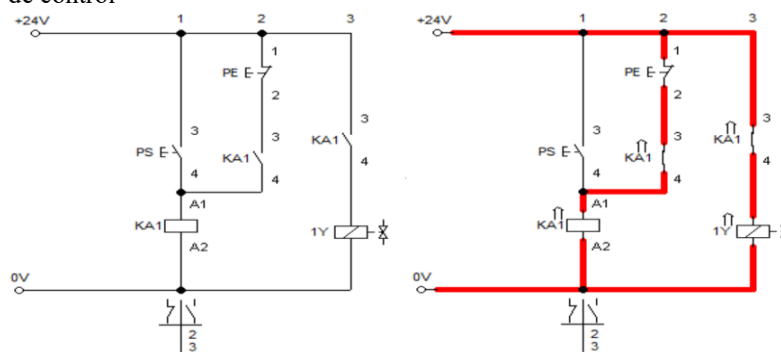 de control
1 2 3
+24V
1
PE
2
3 3 3
PS KA1 KA1
4 4 4
A1
KA1 1Y
A2
0V
2
3
1 2 3
+24V
1
PE
2
3 3 3
PS KA1 KA1
4 4 4
A1
KA1 1Y
A2
0V
2
3